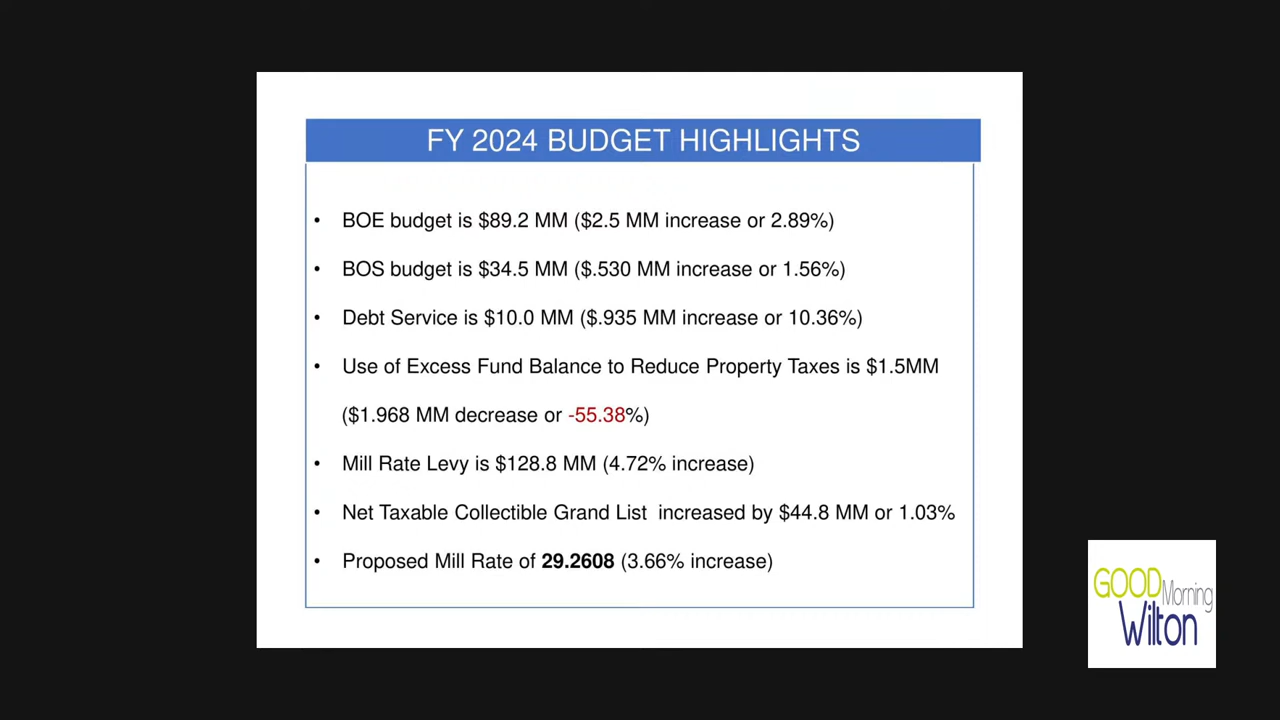 FY 2024 BUDGET HIGHLIGHTS
• BOE budget is $89.2 MM ($2.5 MM increase or 2.89%)
• BOS budget is $34.5 MM ($.530 MM increase or 1.56%)
• Debt Service is $10.0 MM ($.935 MM increase or 10.36%)
• Use of Excess Fund Balance to Reduce Property Taxes is $1.5MM
($1.968 MM decrease or -55.38%)
• Mill Rate Levy is $128.8 MM (4.72% increase)
• Net Taxable Collectible Grand List  increased by $44.8 MM or 1.03%
• Proposed Mill Rate of 29.2608 (3.66% increase)
GOOD Morning
Wilton